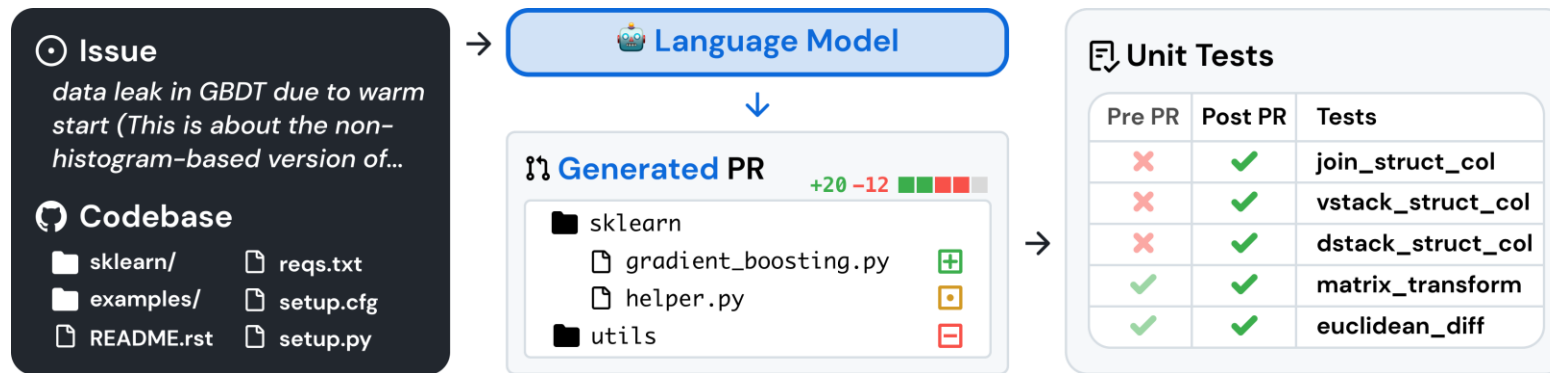 Issue
data leak in GBDT due to warm
start (This is about the non-
histogram-based version of...
Codebase
sklearn/
reqs.txt
examples/
setup.cfg
README.rst
setup.py
Language Model
Generated PR
+20 -12
sklearn
gradient_boosting.py
helper.py
utils
Unit Tests
Pre PR Post PR Tests
join_struct_col
vstack_struct_col
dstack_struct_col
matrix_transform
euclidean_diff